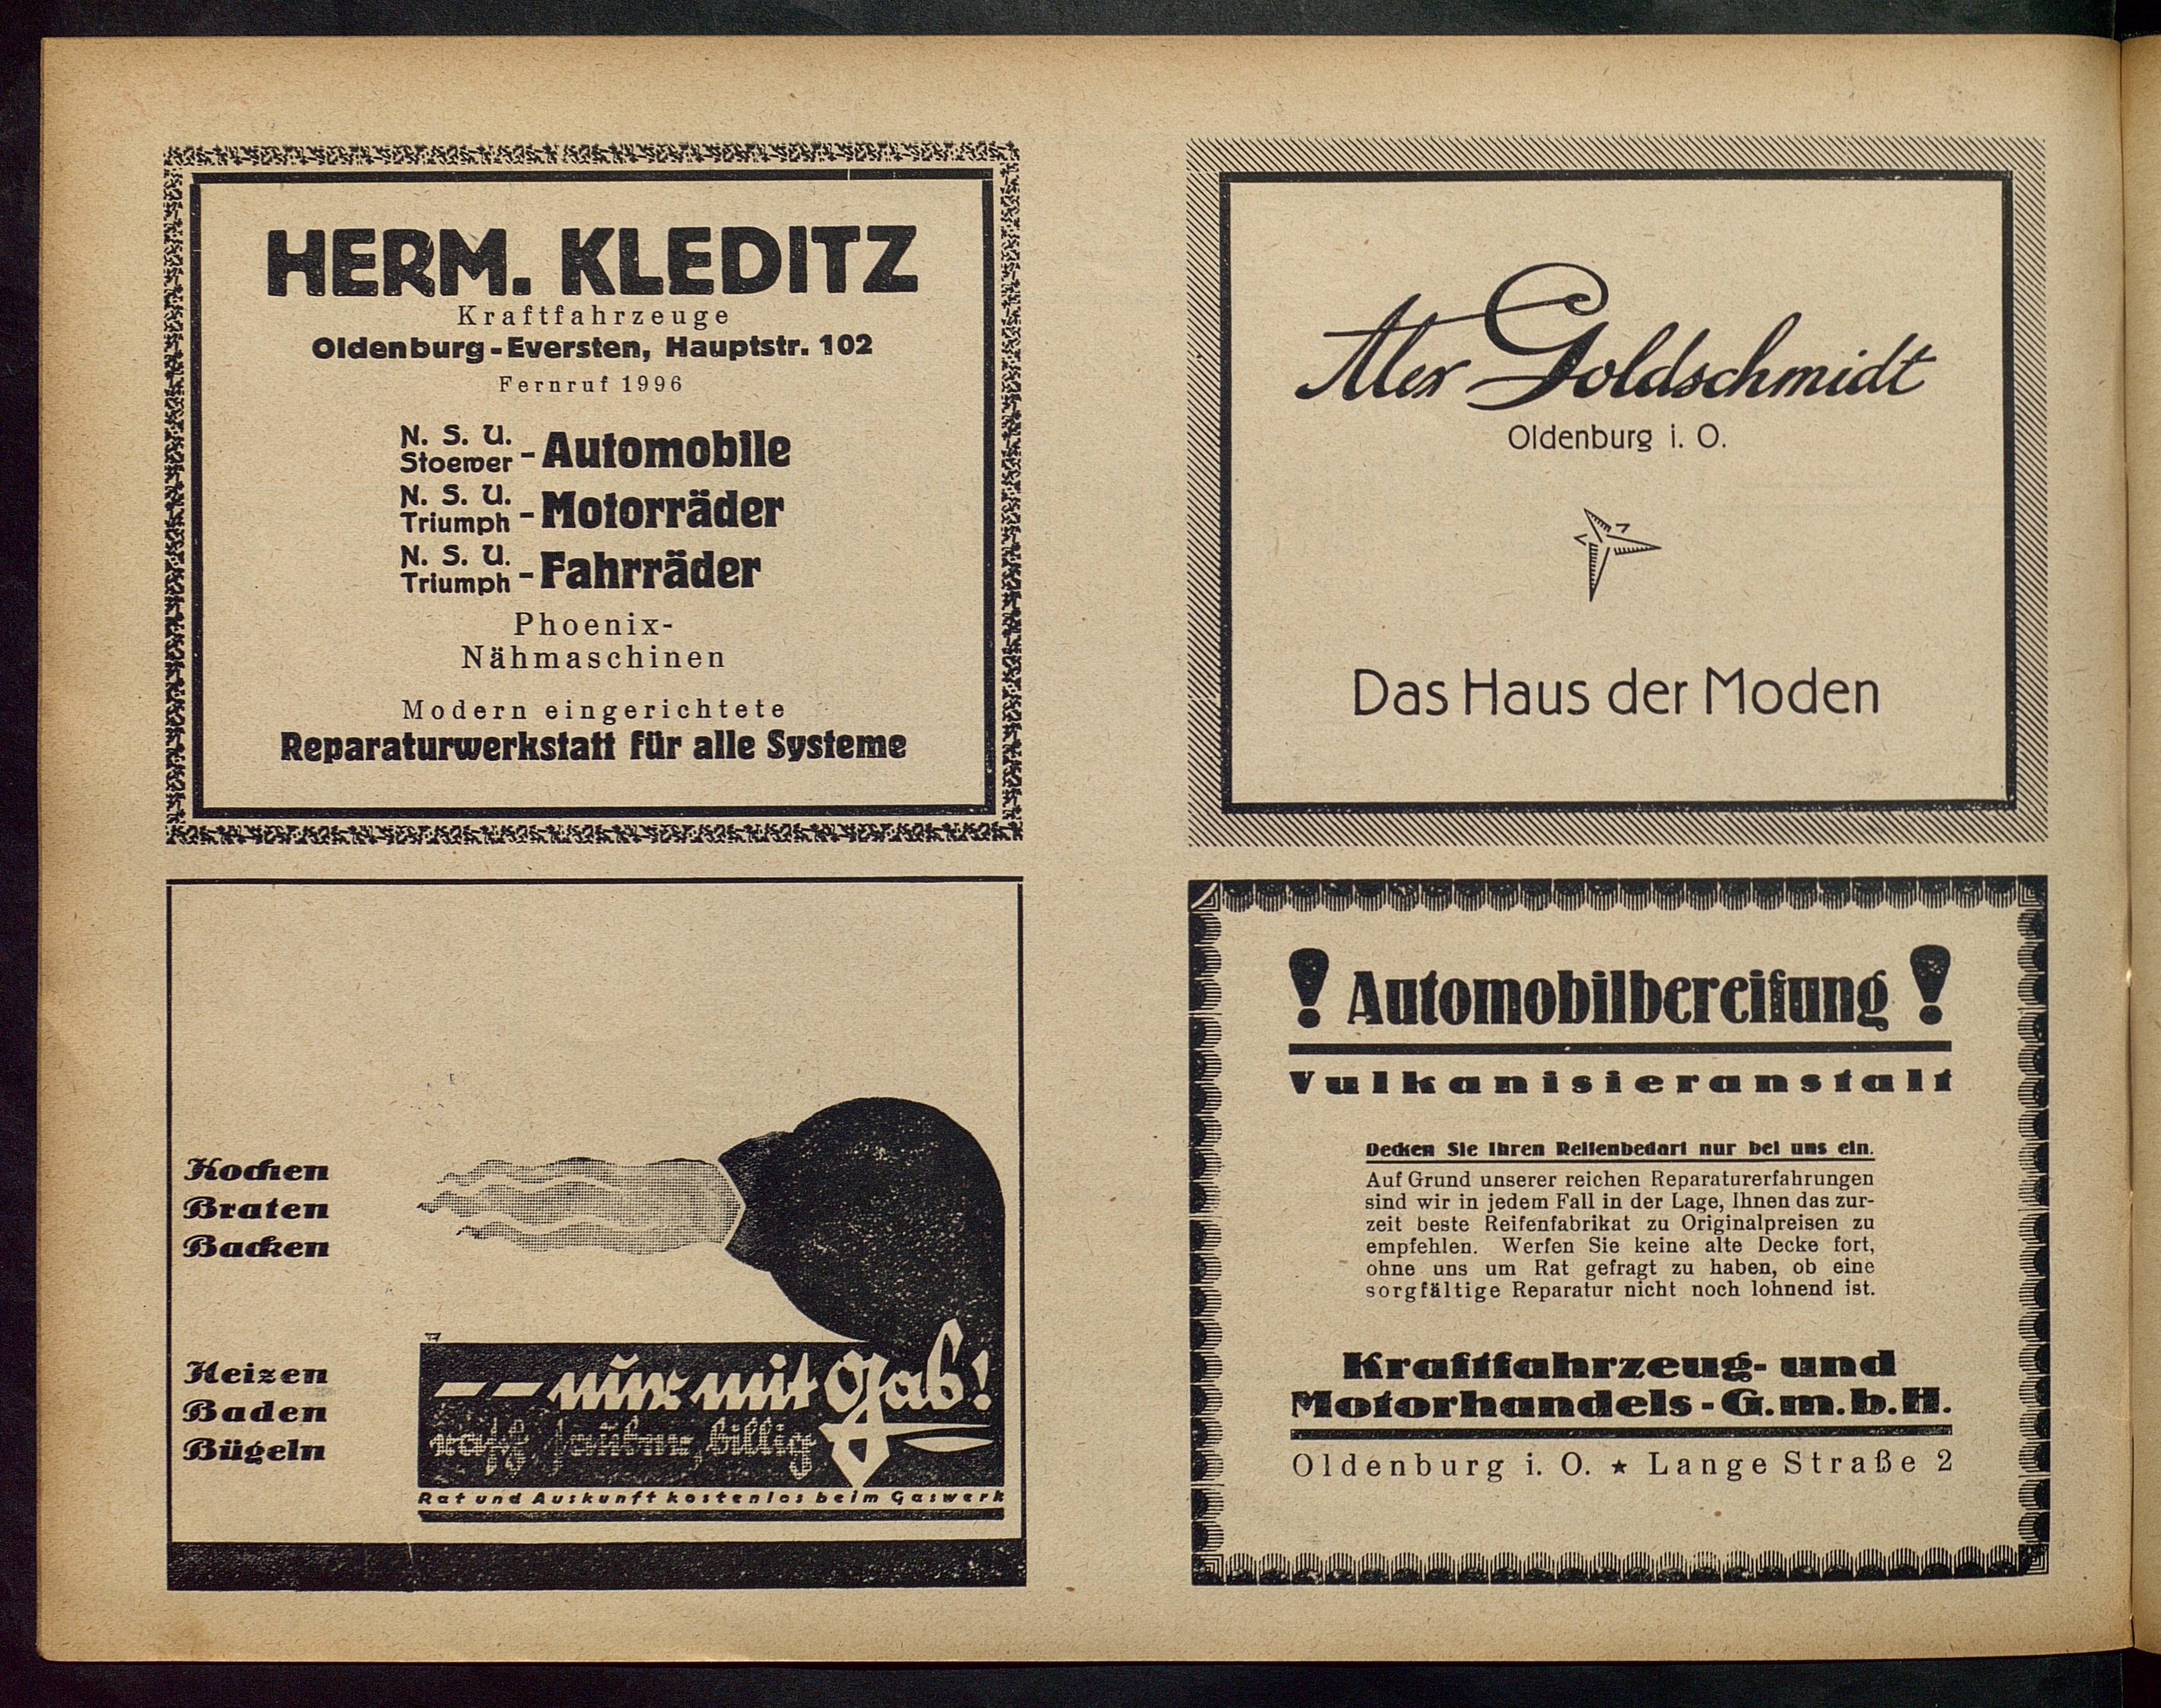 HERM. KLEDITZ
Kraftfahrzeuge
Oldenburg-Eversten, Hauptstr. 102
Fernruf 1996
N. S. U.
Stoewer - Automobile
N. S. U.
Triumph - Motorräder
N. S. U.
Triumph - Fahrräder
Phoenix-
Nähmaschinen
Modern eingerichtete
Reparaturwerkstatt für alle Systeme
Alex Goldschmidt
Oldenburg i. O.
Das Haus der Moden
Kochen
Braten
Backen
Heizen
Baden
Bügeln
-- nur mit Gas!
rasch, sauber, billig
Rat und Auskunft kostenlos beim Gaswerk
! Automobilbereifung !
Vulkanisieranstalt
Decken Sie Ihren Reifenbedarf nur bei uns ein.
Auf Grund unserer reichen Reparaturerfahrungen
sind wir in jedem Fall in der Lage, Ihnen das zur-
zeit beste Reifenfabrikat zu Originalpreisen zu
empfehlen. Werfen Sie keine alte Decke fort,
ohne uns um Rat gefragt zu haben, ob eine
sorgfältige Reparatur nicht noch lohnend ist.
Kraftfahrzeug- und
Motorhandels-G.m.b.H.
Oldenburg i. O. ★ Lange Straße 2